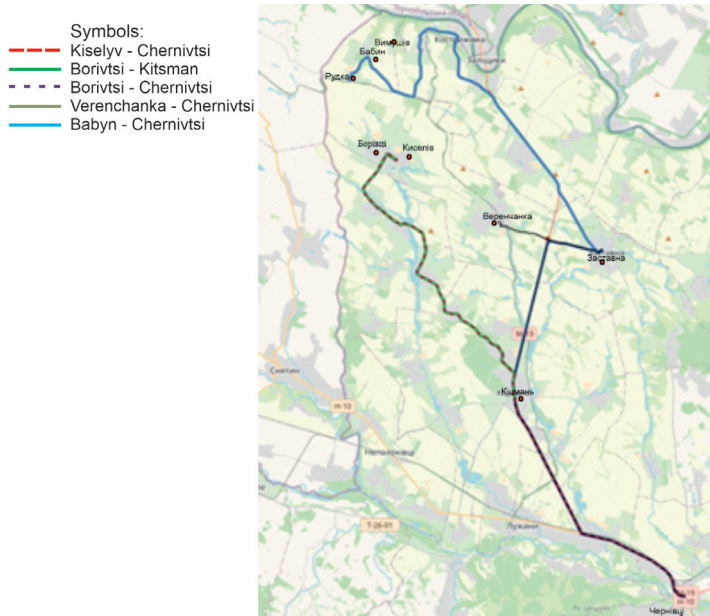 Symbols:
Kiselyv - Chernivtsi
Borivtsi - Kitsman
Borivtsi - Chernivtsi
Verenchanka - Chernivtsi
Babyn - Chernivtsi
Вимушів
Бабин
Рудка
Борівці
Киселів
Веренчанка
Заставна
Снятин
Н-10
Кіцмань
Неполоківці
Т-26-01
Лужани
Чернівці
Н-10